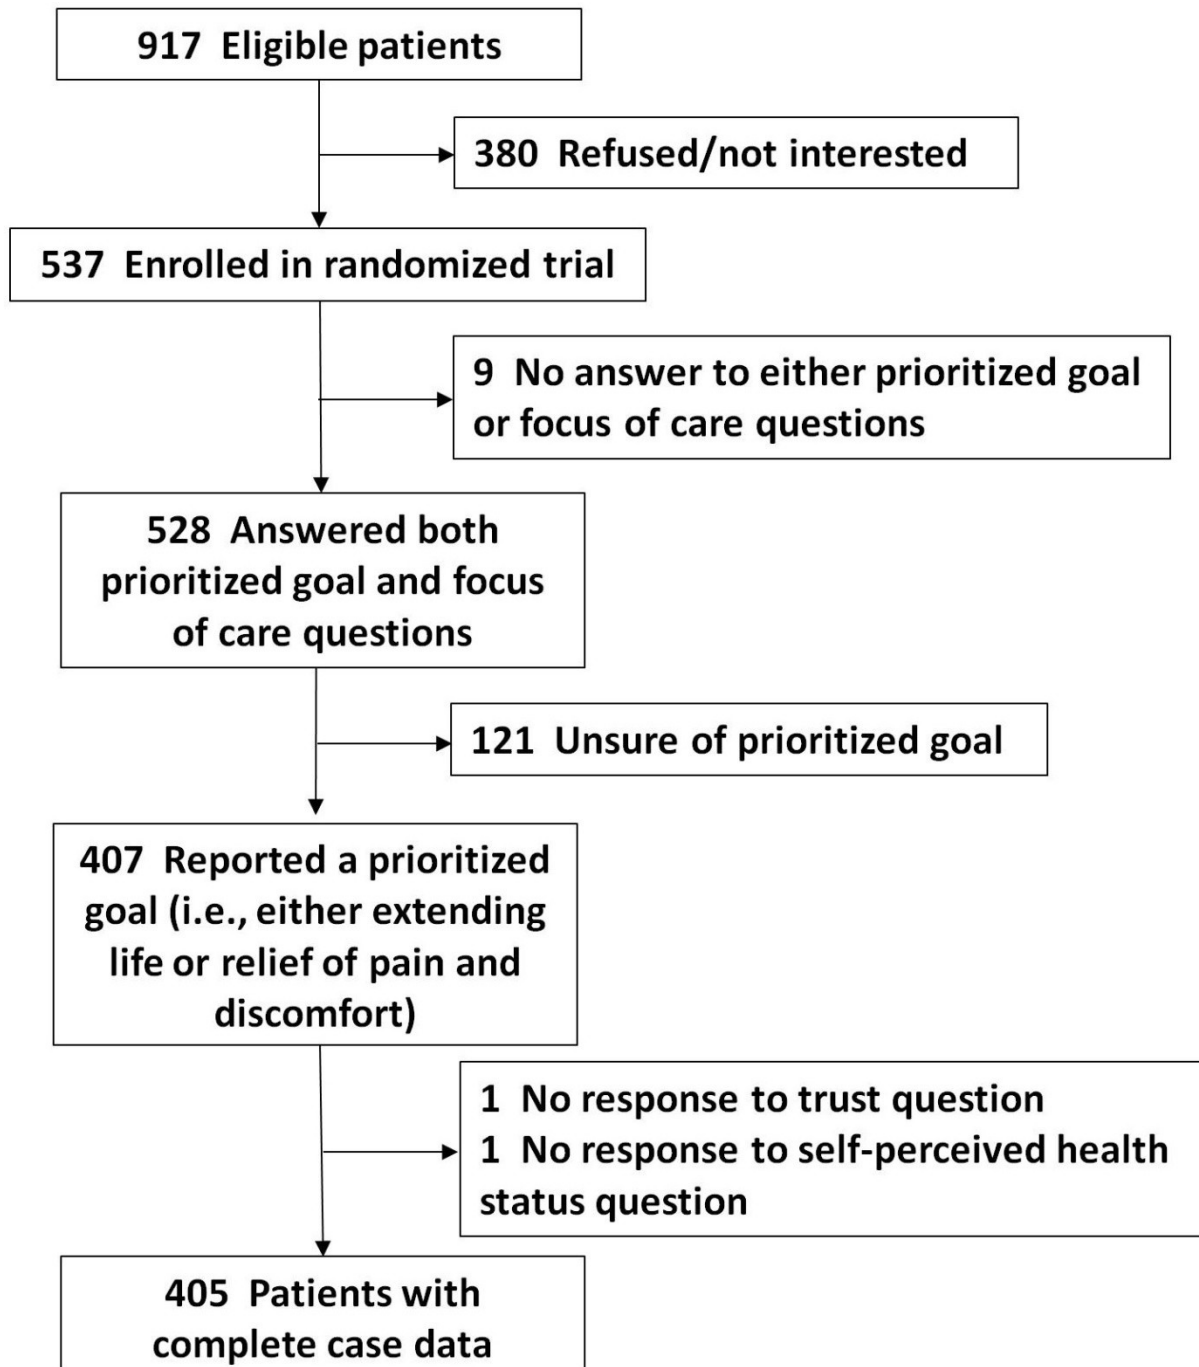 917 Eligible patients
380 Refused/not interested
537 Enrolled in randomized trial
9 No answer to either prioritized goal
or focus of care questions
528 Answered both
prioritized goal and focus
of care questions
121 Unsure of prioritized goal
407 Reported a prioritized
goal (i.e., either extending
life or relief of pain and
discomfort)
1 No response to trust question
1 No response to self-perceived health
status question
405 Patients with
complete case data